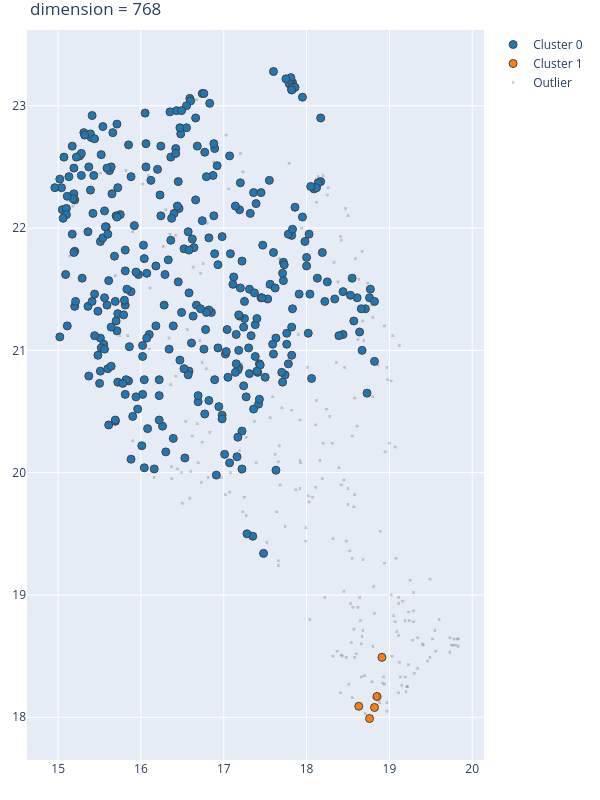 dimension = 768
Cluster 0
Cluster 1
Outlier
23
22
21
20
19
18
15 16 17 18 19 20